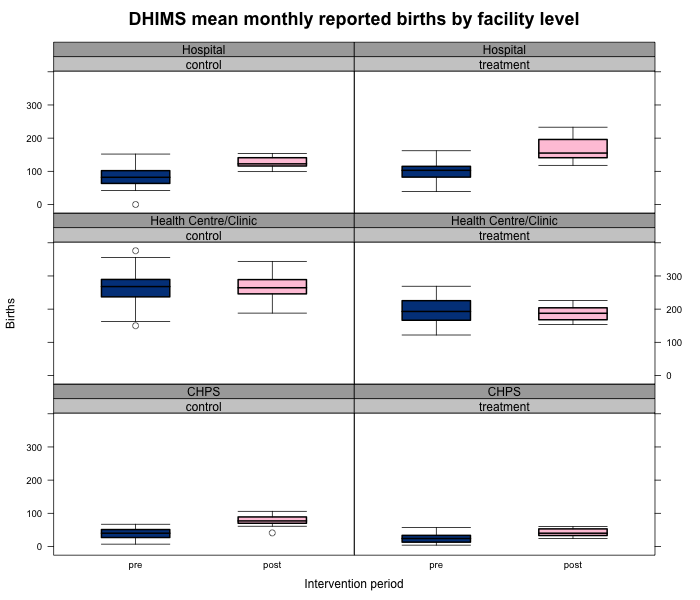 DHIMS mean monthly reported births by facility level
Hospital Hospital
control treatment
300
200
100
0
Health Centre/Clinic Health Centre/Clinic
control treatment
300
200
100
0
Births
CHPS CHPS
control treatment
300
200
100
0
pre post pre post
Intervention period